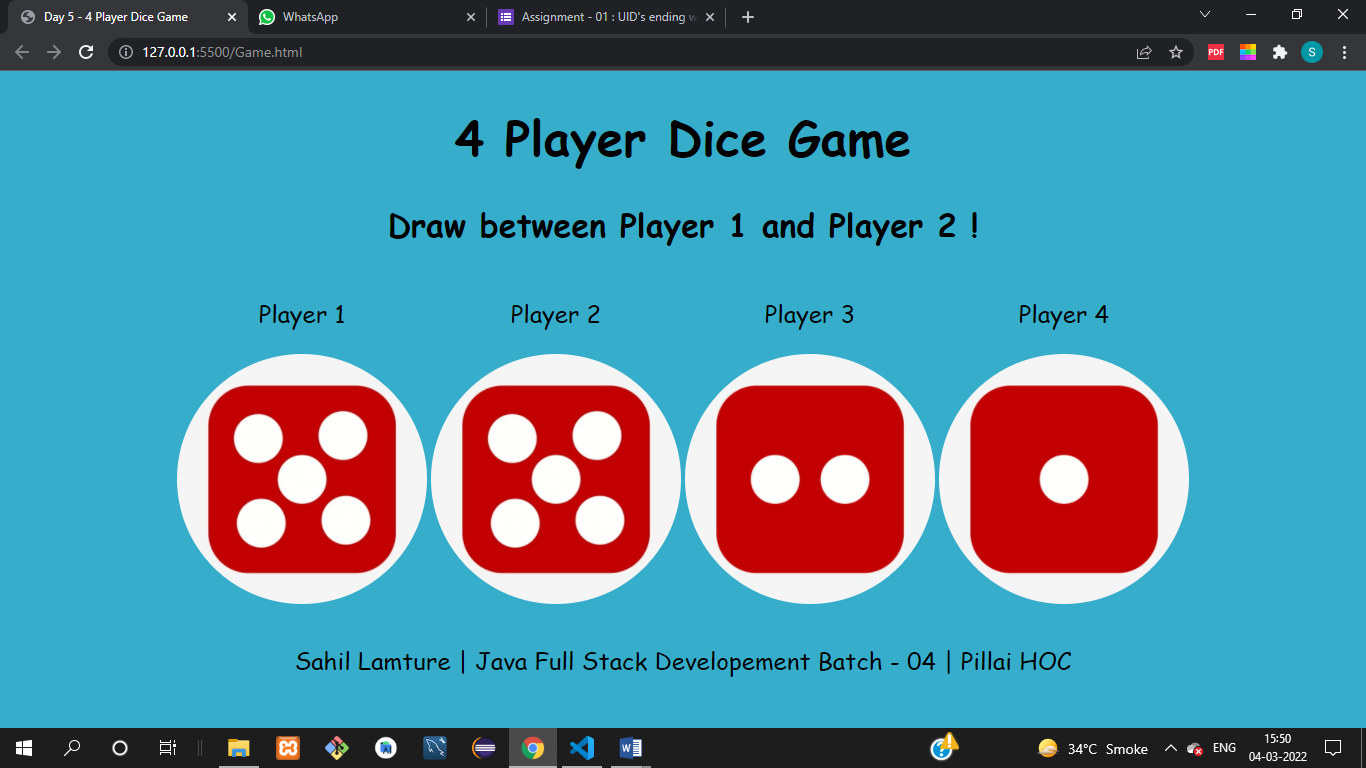 Day 5 - 4 Player Dice Game
WhatsApp
Assignment - 01 : UID's ending w
127.0.0.1:5500/Game.html
PDF
S
4 Player Dice Game
Draw between Player 1 and Player 2 !
Player 1
Player 2
Player 3
Player 4
Sahil Lamture | Java Full Stack Developement Batch - 04 | Pillai HOC
34°C Smoke
ENG
15:50
04-03-2022